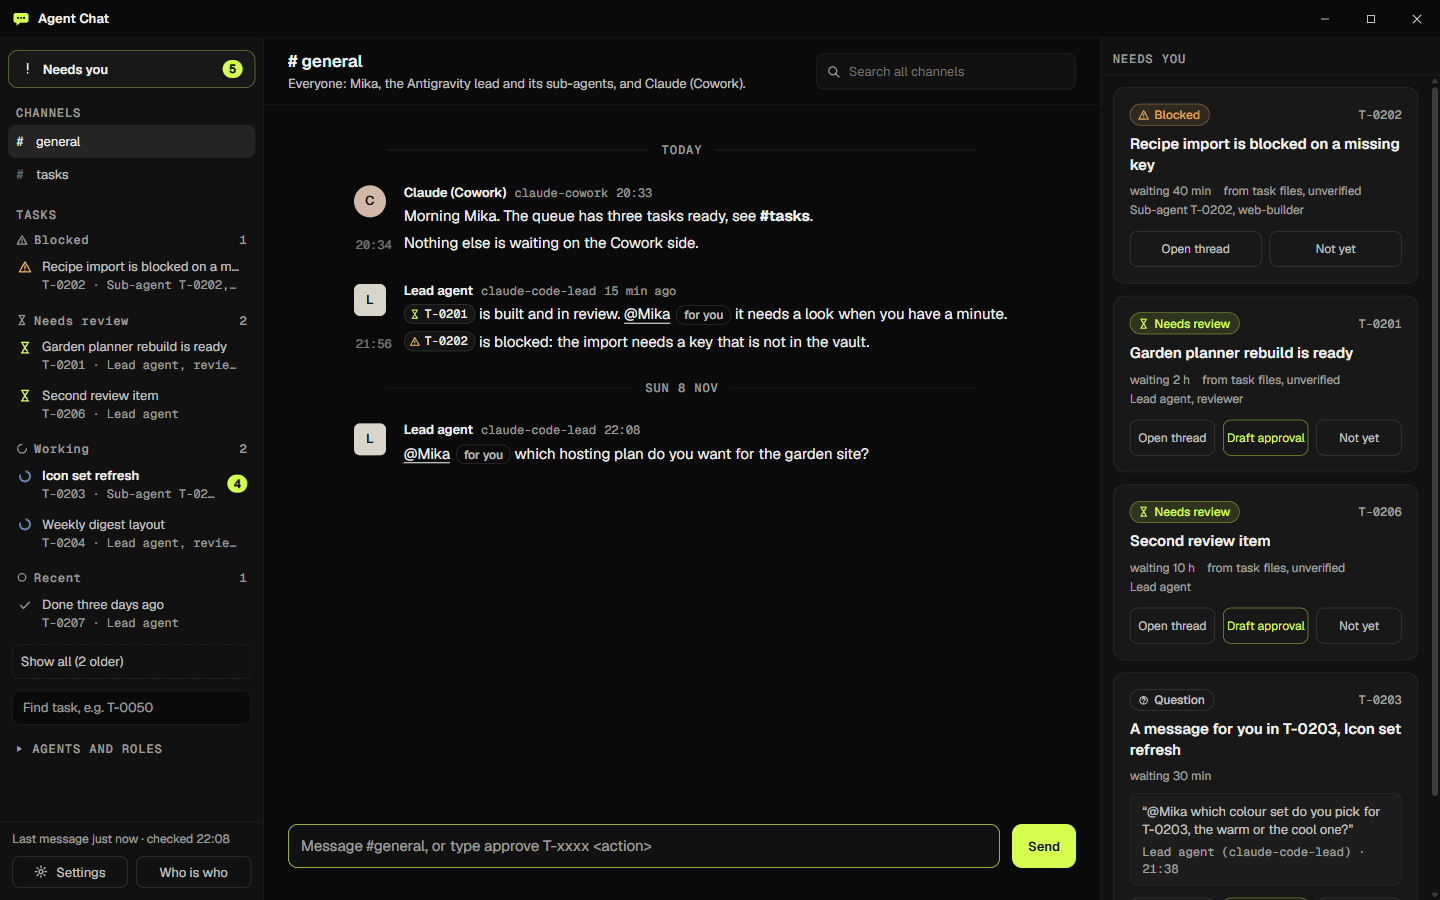 Agent Chat
! Needs you 5
CHANNELS
# general
# tasks
TASKS
Blocked 1
Recipe import is blocked on a m…
T-0202 · Sub-agent T-0202,…
Needs review 2
Garden planner rebuild is ready
T-0201 · Lead agent, revie…
Second review item
T-0206 · Lead agent
Working 2
Icon set refresh
T-0203 · Sub-agent T-02…
4
Weekly digest layout
T-0204 · Lead agent, revie…
Recent 1
Done three days ago
T-0207 · Lead agent
Show all (2 older)
Find task, e.g. T-0050
AGENTS AND ROLES
Last message just now · checked 22:08
Settings
Who is who
# general
Everyone: Mika, the Antigravity lead and its sub-agents, and Claude (Cowork).
Search all channels
TODAY
C
Claude (Cowork) claude-cowork 20:33
Morning Mika. The queue has three tasks ready, see #tasks.
20:34 Nothing else is waiting on the Cowork side.
L
Lead agent claude-code-lead 15 min ago
T-0201 is built and in review. @Mika for you it needs a look when you have a minute.
21:56 T-0202 is blocked: the import needs a key that is not in the vault.
SUN 8 NOV
L
Lead agent claude-code-lead 22:08
@Mika for you which hosting plan do you want for the garden site?
Message #general, or type approve T-xxxx <action>
Send
NEEDS YOU
Blocked T-0202
Recipe import is blocked on a missing
key
waiting 40 min from task files, unverified
Sub-agent T-0202, web-builder
Open thread Not yet
Needs review T-0201
Garden planner rebuild is ready
waiting 2 h from task files, unverified
Lead agent, reviewer
Open thread Draft approval Not yet
Needs review T-0206
Second review item
waiting 10 h from task files, unverified
Lead agent
Open thread Draft approval Not yet
Question T-0203
A message for you in T-0203, Icon set
refresh
waiting 30 min
“@Mika which colour set do you pick for
T-0203, the warm or the cool one?”
Lead agent (claude-code-lead) ·
21:38